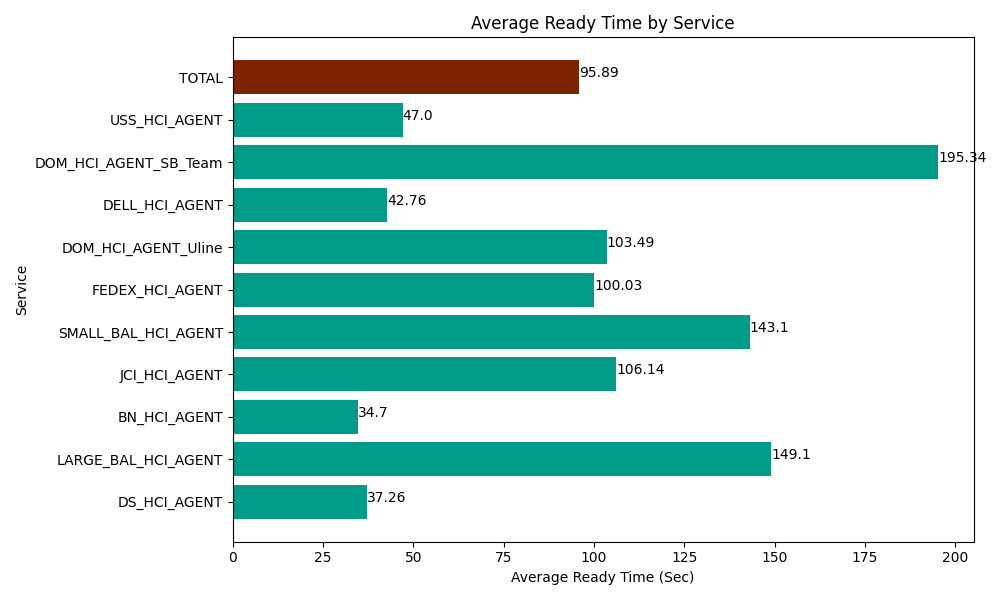 Average Ready Time by Service
TOTAL
95.89
USS_HCI_AGENT
47.0
DOM_HCI_AGENT_SB_Team
195.34
DELL_HCI_AGENT
42.76
DOM_HCI_AGENT_Uline
103.49
FEDEX_HCI_AGENT
100.03
SMALL_BAL_HCI_AGENT
143.1
JCI_HCI_AGENT
106.14
BN_HCI_AGENT
34.7
LARGE_BAL_HCI_AGENT
149.1
DS_HCI_AGENT
37.26
Service
0 25 50 75 100 125 150 175 200
Average Ready Time (Sec)